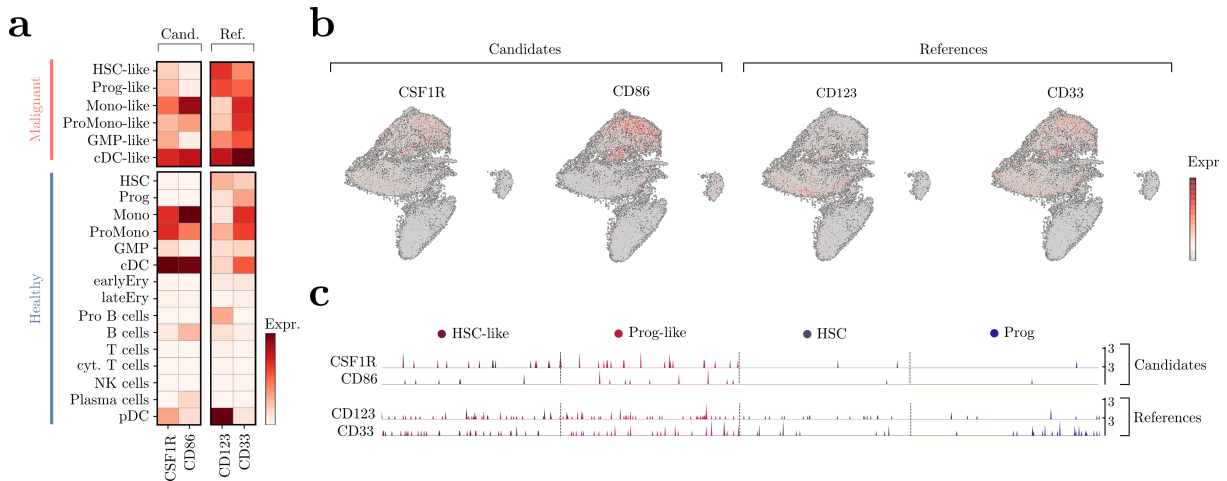 a
Cand.
Ref.
Malignant
HSC-like
Prog-like
Mono-like
ProMono-like
GMP-like
cDC-like
Healthy
HSC
Prog
Mono
ProMono
GMP
cDC
earlyEry
lateEry
Pro B cells
B cells
T cells
cyt. T cells
NK cells
Plasma cells
pDC
CSF1R
CD86
CD123
CD33
Expr.
b
Candidates
References
CSF1R
CD86
CD123
CD33
Expr
c
HSC-like
Prog-like
HSC
Prog
CSF1R
CD86
3
3
Candidates
CD123
CD33
3
3
References